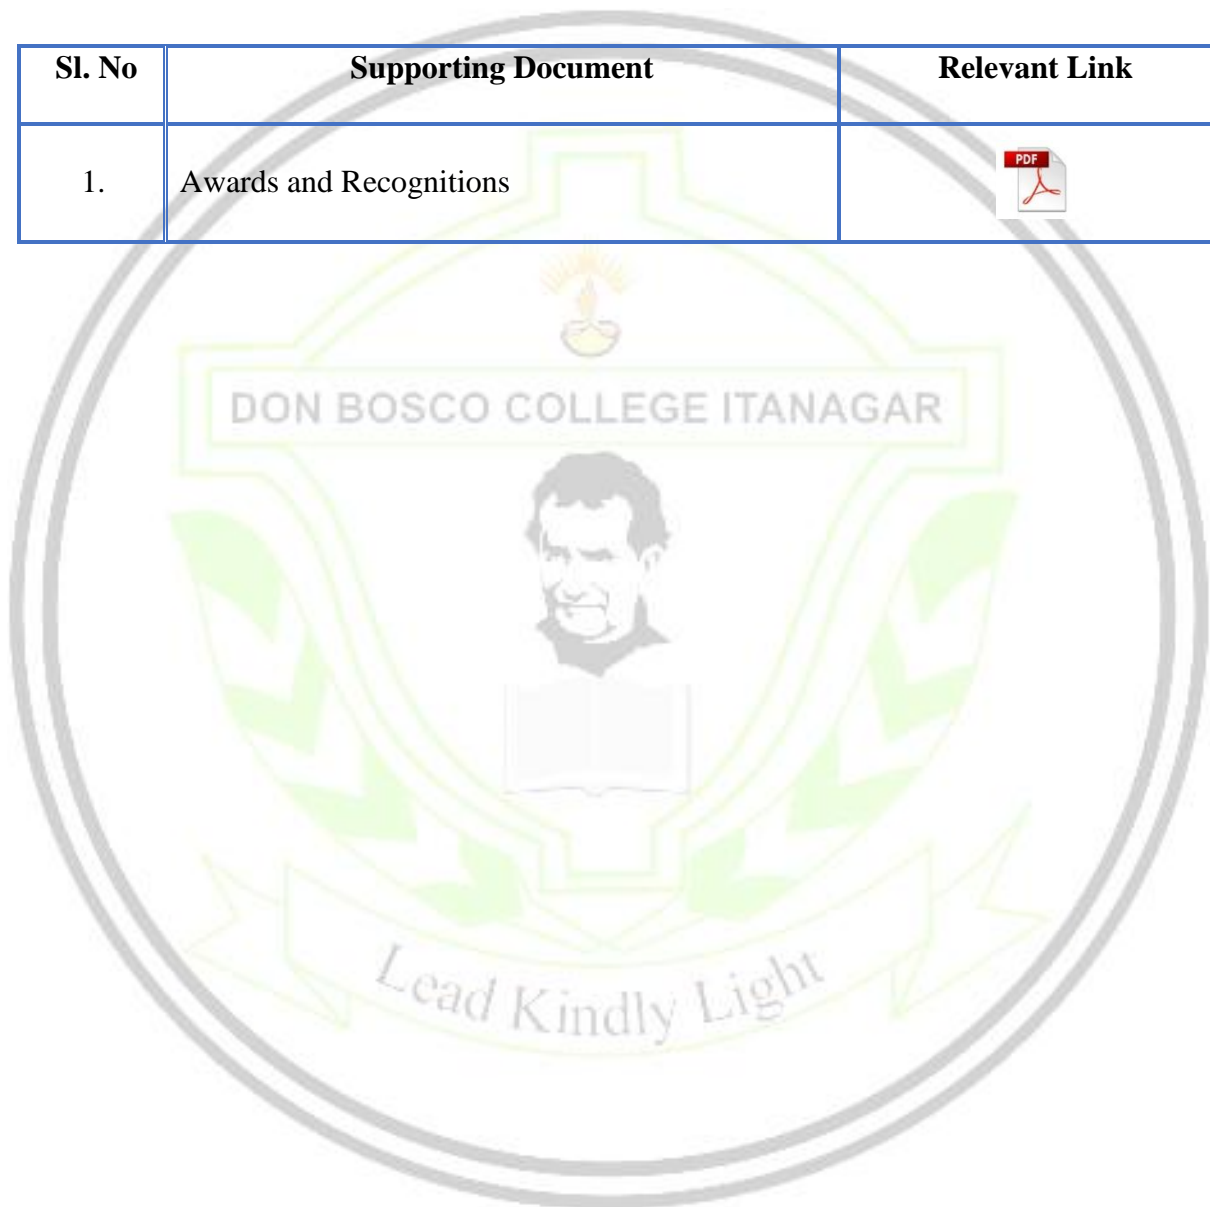 Sl. No Supporting Document Relevant Link
1. Awards and Recognitions PDF
DON BOSCO COLLEGE ITANAGAR
Lead Kindly Light